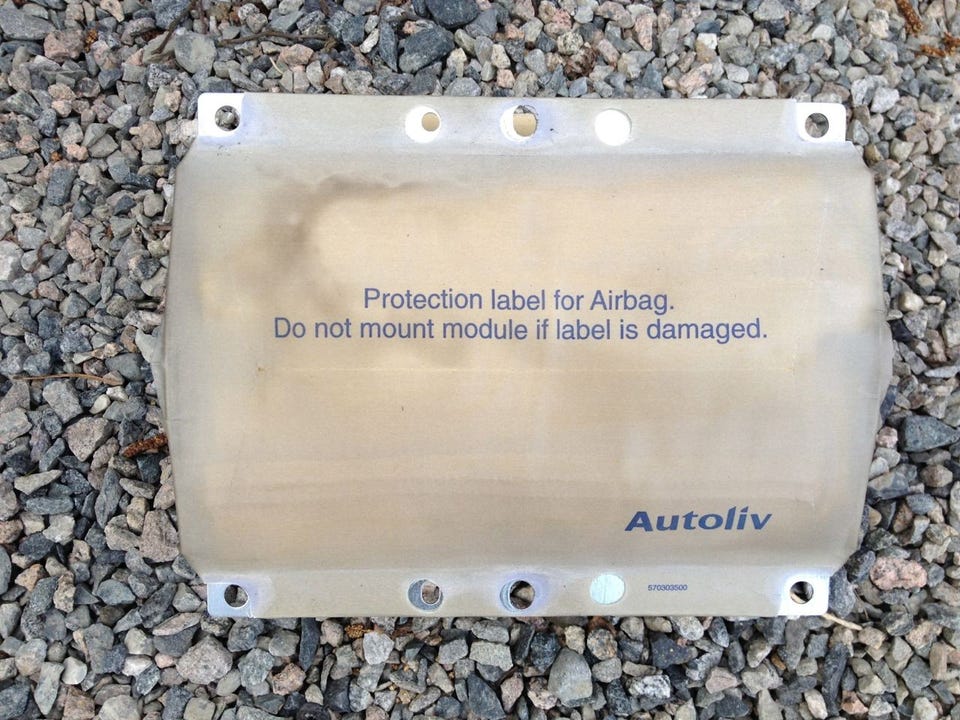 Protection label for Airbag.
Do not mount module if label is damaged.
Autoliv
570303500